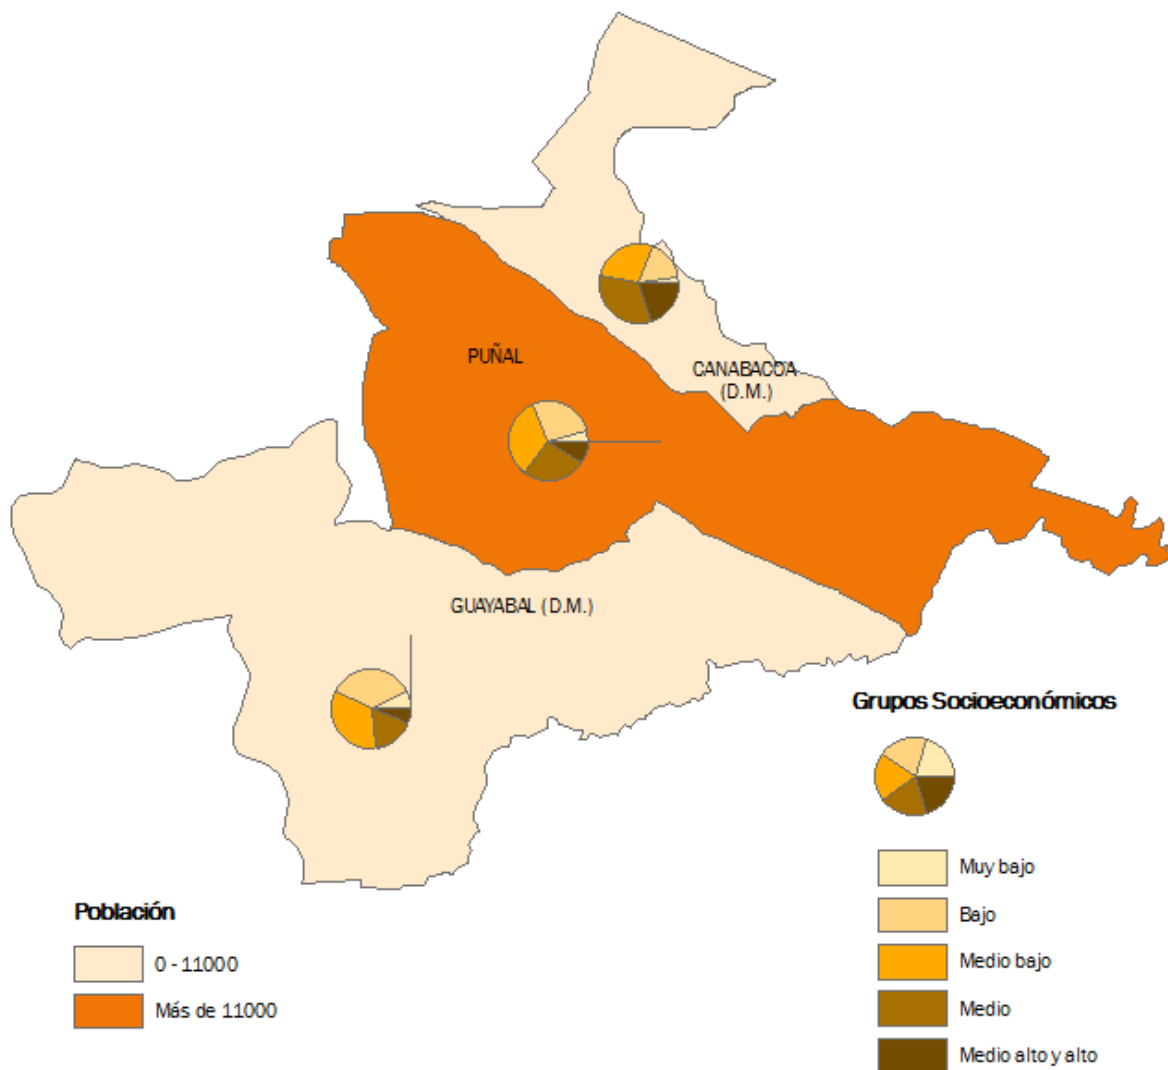 PUÑAL
CANABACOA
(D.M.)
GUAYABAL (D.M.)
Grupos Socioeconómicos
Muy bajo
Bajo
Medio bajo
Medio
Medio alto y alto
Población
0 - 11000
Más de 11000